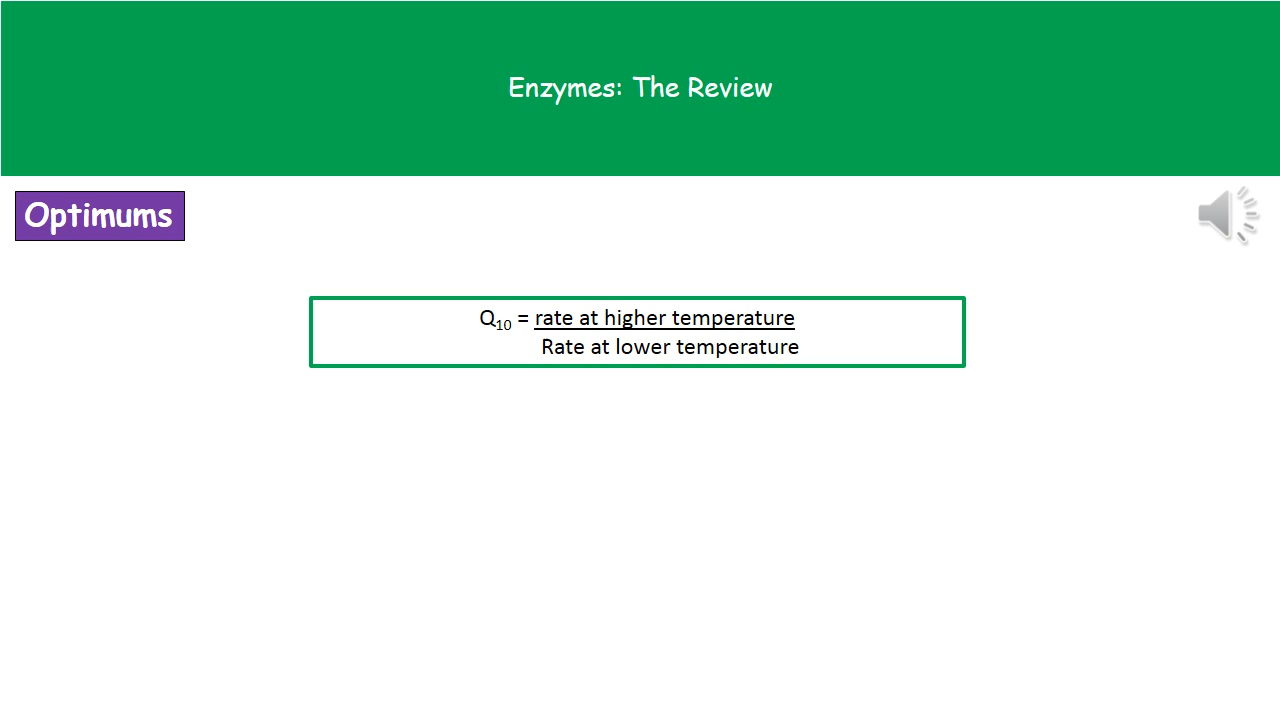 Enzymes: The Review
Optimums
Q₁₀ = rate at higher temperature
Rate at lower temperature